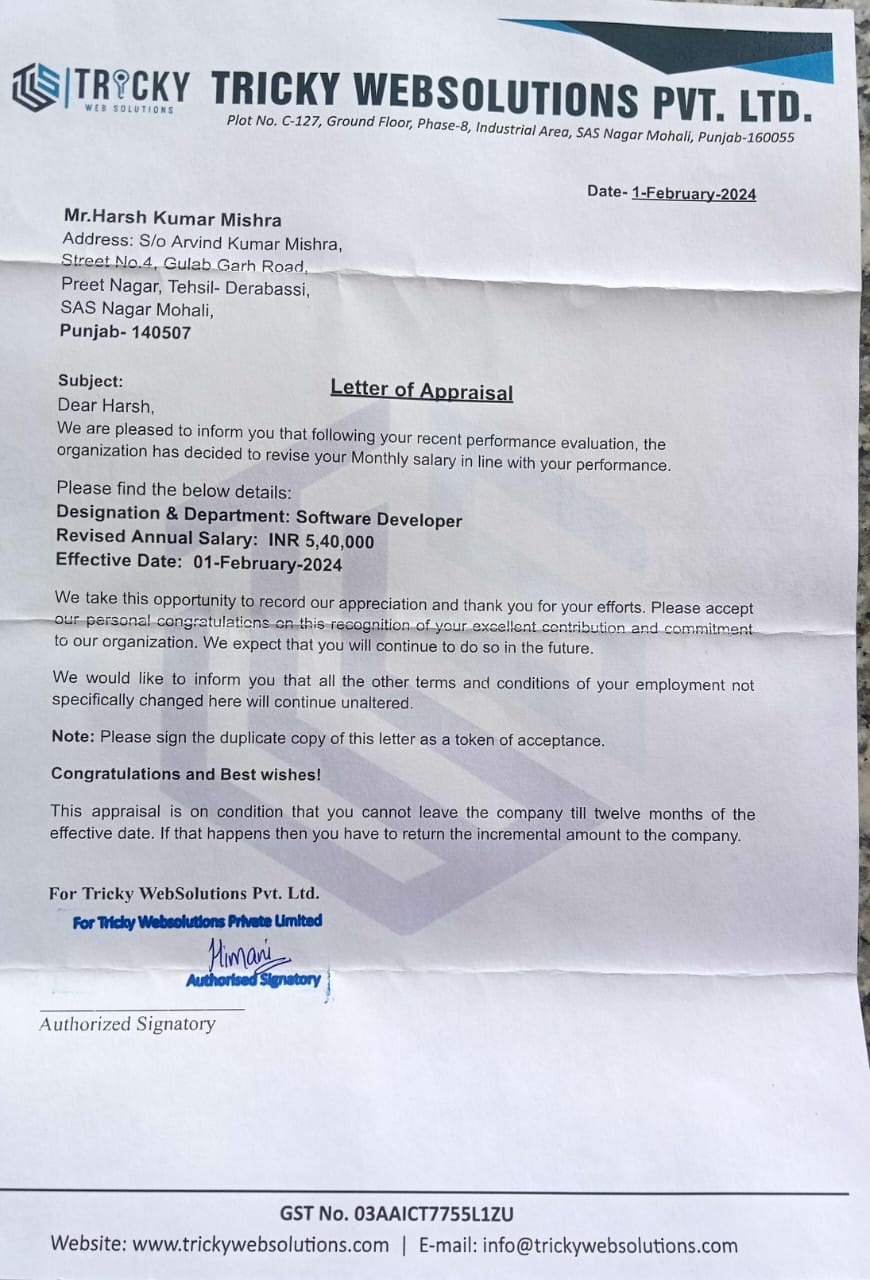 TRICKY
WEB SOLUTIONS
TRICKY WEBSOLUTIONS PVT. LTD.
Plot No. C-127, Ground Floor, Phase-8, Industrial Area, SAS Nagar Mohali, Punjab-160055
Date- 1-February-2024
Mr.Harsh Kumar Mishra
Address: S/o Arvind Kumar Mishra,
Street No.4, Gulab Garh Road,
Preet Nagar, Tehsil- Derabassi,
SAS Nagar Mohali,
Punjab- 140507
Subject:
Letter of Appraisal
Dear Harsh,
We are pleased to inform you that following your recent performance evaluation, the
organization has decided to revise your Monthly salary in line with your performance.
Please find the below details:
Designation & Department: Software Developer
Revised Annual Salary: INR 5,40,000
Effective Date: 01-February-2024
We take this opportunity to record our appreciation and thank you for your efforts. Please accept
our personal congratulations on this recognition of your excellent contribution and commitment
to our organization. We expect that you will continue to do so in the future.
We would like to inform you that all the other terms and conditions of your employment not
specifically changed here will continue unaltered.
Note: Please sign the duplicate copy of this letter as a token of acceptance.
Congratulations and Best wishes!
This appraisal is on condition that you cannot leave the company till twelve months of the
effective date. If that happens then you have to return the incremental amount to the company.
For Tricky WebSolutions Pvt. Ltd.
For Tricky Websolutions Private Limited
Himani
Authorised Signatory
Authorized Signatory
GST No. 03AAICT7755L1ZU
Website: www.trickywebsolutions.com | E-mail: info@trickywebsolutions.com